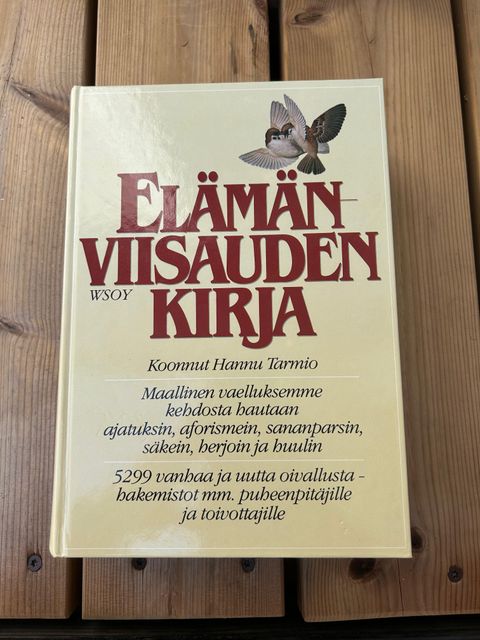 ELÄMÄN-
VIISAUDEN
WSOY KIRJA
Koonnut Hannu Tarmio
Maallinen vaelluksemme
kehdosta hautaan
ajatuksin, aforismein, sananparsin,
säkein, herjoin ja huulin
5299 vanhaa ja uutta oivallusta -
hakemistot mm. puheenpitäjille
ja toivottajille